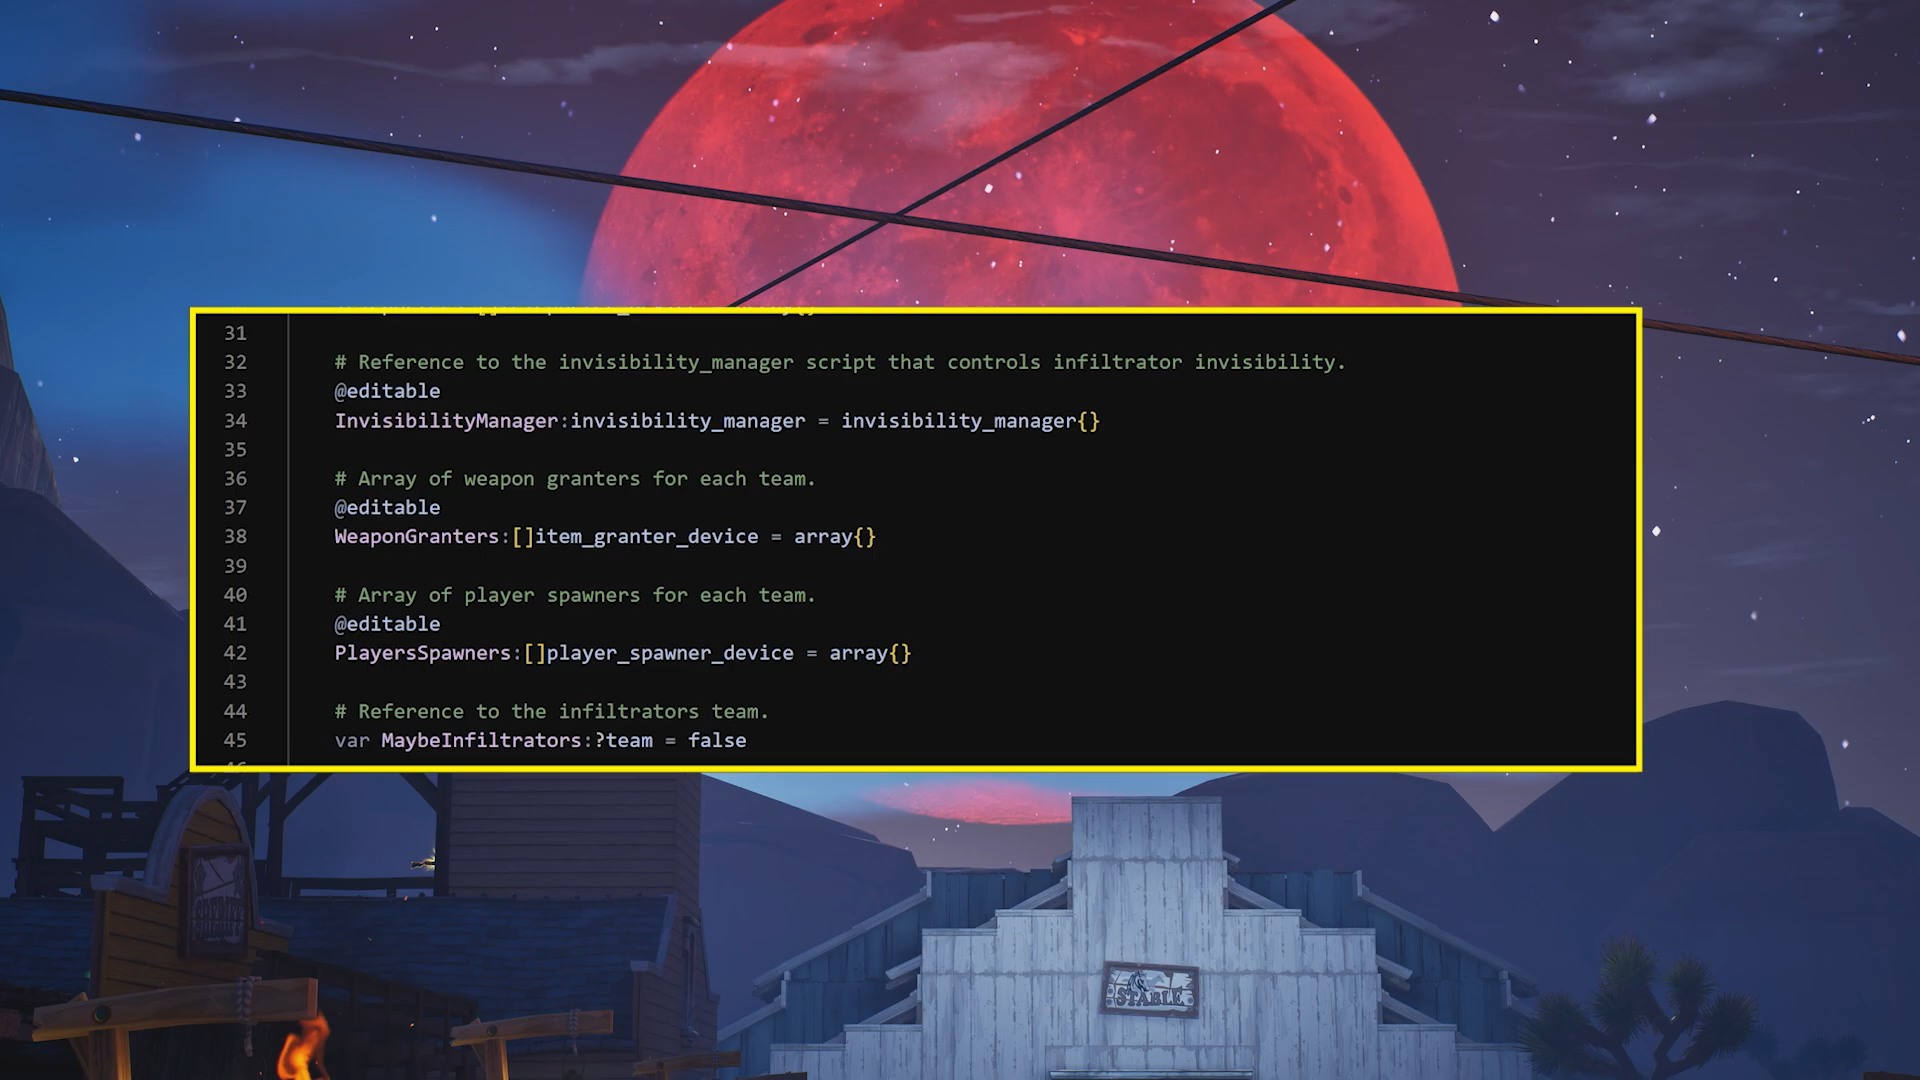 31
32 # Reference to the invisibility_manager script that controls infiltrator invisibility.
33 @editable
34 InvisibilityManager:invisibility_manager = invisibility_manager{}
35
36 # Array of weapon granters for each team.
37 @editable
38 WeaponGranters:[]item_granter_device = array{}
39
40 # Array of player spawners for each team.
41 @editable
42 PlayersSpawners:[]player_spawner_device = array{}
43
44 # Reference to the infiltrators team.
45 var MaybeInfiltrators:?team = false
STABLE